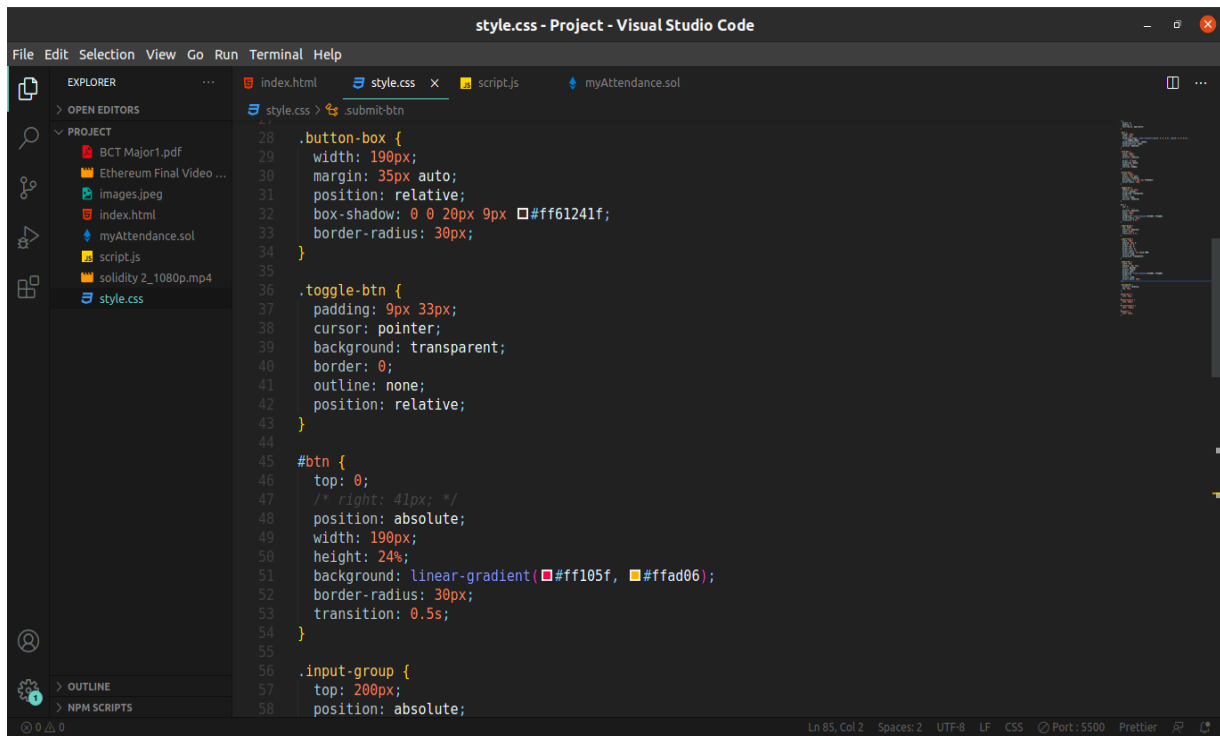 style.css - Project - Visual Studio Code
File Edit Selection View Go Run Terminal Help
EXPLORER ...
index.html
style.css
script.js
myAttendance.sol
OPEN EDITORS
style.css > .submit-btn
PROJECT
BCT Major1.pdf
Ethereum Final Video ...
images.jpeg
index.html
myAttendance.sol
script.js
solidity 2_1080p.mp4
style.css
27
28 .button-box {
29 width: 190px;
30 margin: 35px auto;
31 position: relative;
32 box-shadow: 0 0 20px 9px #ff61241f;
33 border-radius: 30px;
34 }
35
36 .toggle-btn {
37 padding: 9px 33px;
38 cursor: pointer;
39 background: transparent;
40 border: 0;
41 outline: none;
42 position: relative;
43 }
44
45 #btn {
46 top: 0;
47 /* right: 41px; */
48 position: absolute;
49 width: 190px;
50 height: 24%;
51 background: linear-gradient(#ff105f, #ffad06);
52 border-radius: 30px;
53 transition: 0.5s;
54 }
55
56 .input-group {
57 top: 200px;
58 position: absolute;
OUTLINE
NPM SCRIPTS
1
0 0
Ln 85, Col 2 Spaces: 2 UTF-8 LF CSS Port : 5500 Prettier